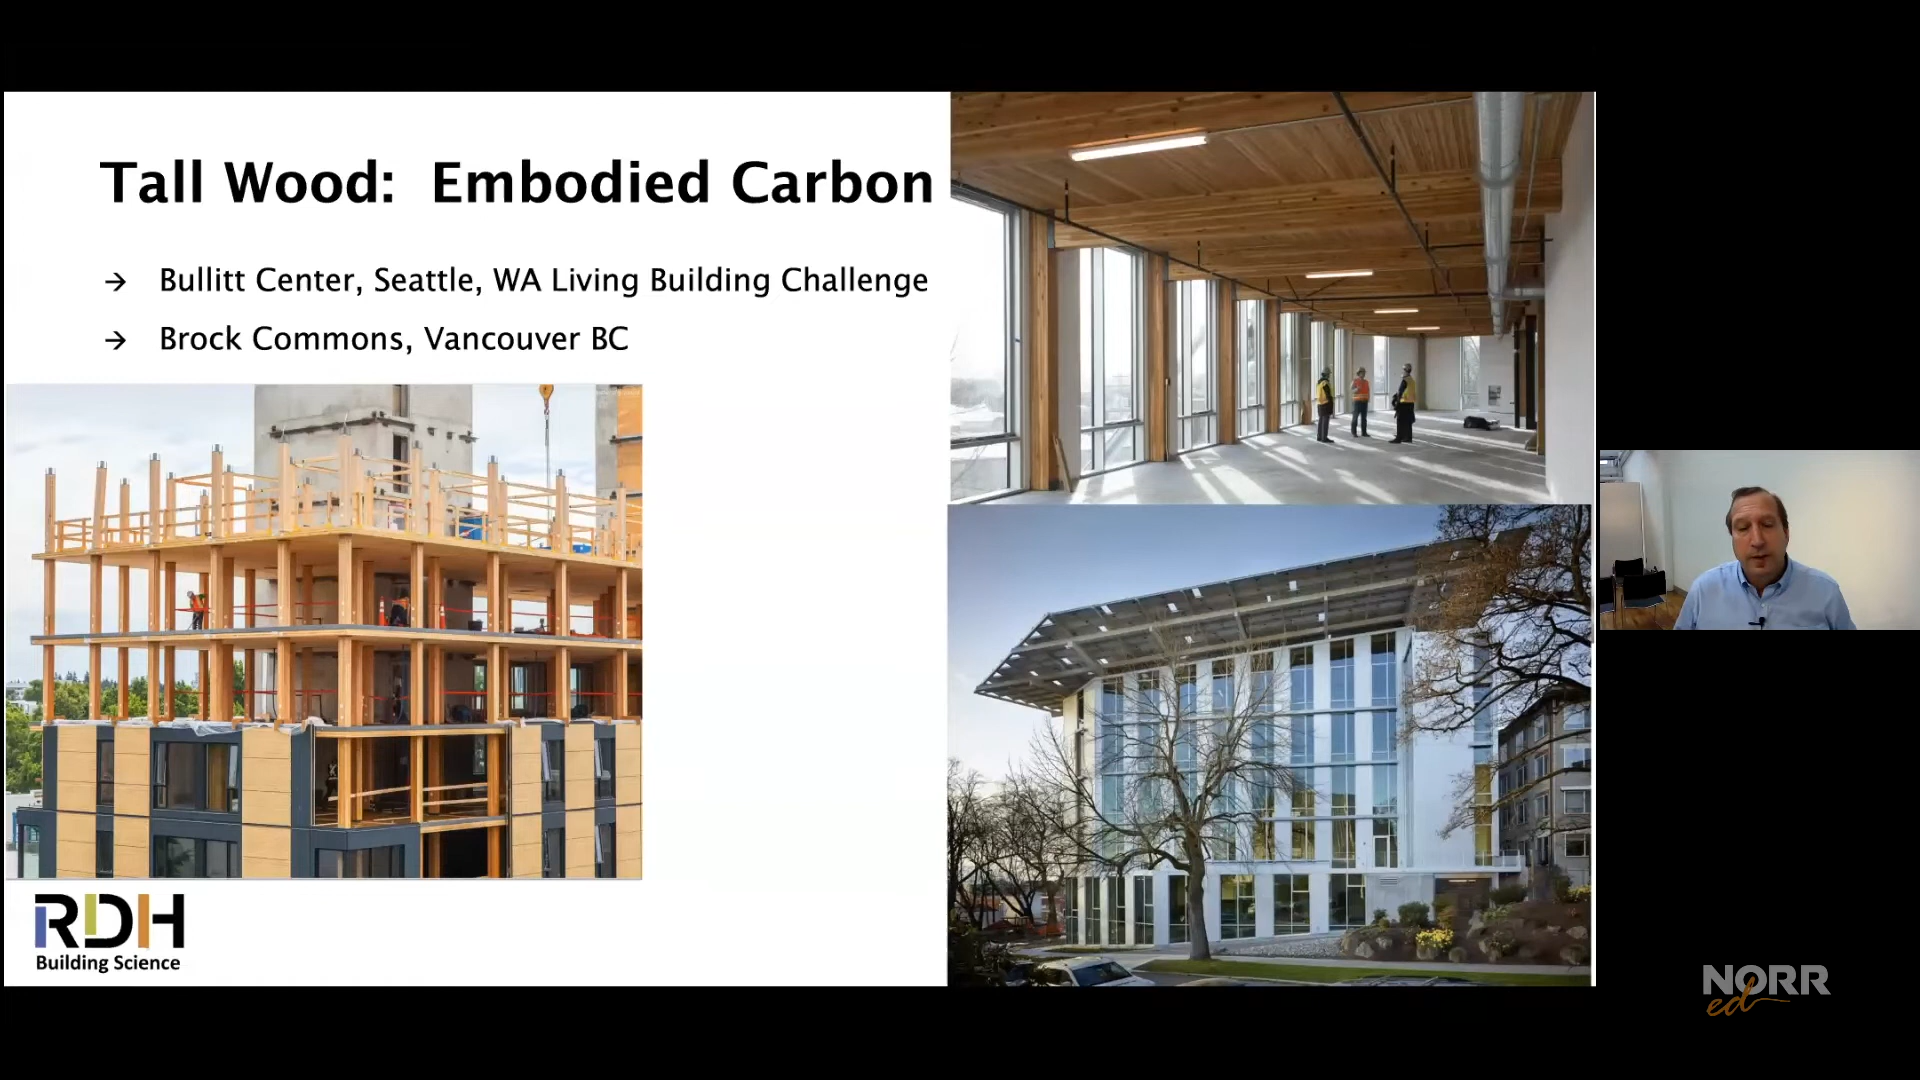 Tall Wood: Embodied Carbon
→ Bullitt Center, Seattle, WA Living Building Challenge
→ Brock Commons, Vancouver BC
RDH
Building Science
NORR
ed